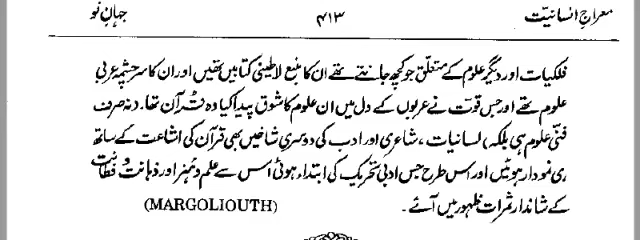 معراجِ انسانیت ۴۱۳ جہانِ نو
فلکیات اور دیگر علوم کے متعلق جو کچھ جانتے تھے ان کا منبع لاطینی کتابیں تھیں اور ان کا سرچشمہ عربی
علوم تھے اور جس قوت نے عربوں کے دل میں ان علوم کا شوق پیدا کیا وہ قرآن تھا۔ (نہ صرف
فنّی علوم ہی بلکہ) لسانیات، شاعری اور ادب کی دوسری شاخیں بھی قرآن کی اشاعت کے ساتھ
ہی نمودار ہوئیں اور اس طرح جس ادبی تحریک کی ابتداء ہوئی اس سے علم و ہنر اور ذہانت و فطانت
کے شاندار ثمرات ظہور میں آئے۔ (MARGOLIOUTH)